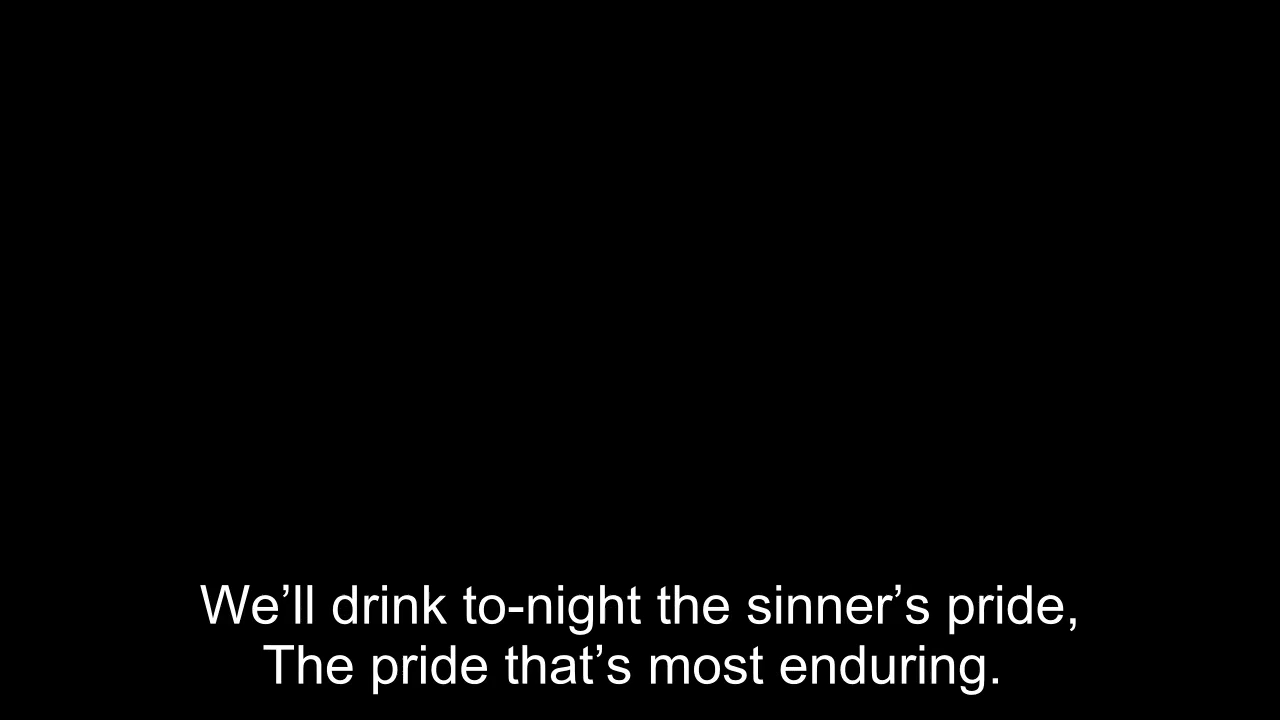 We’ll drink to-night the sinner’s pride,
The pride that’s most enduring.